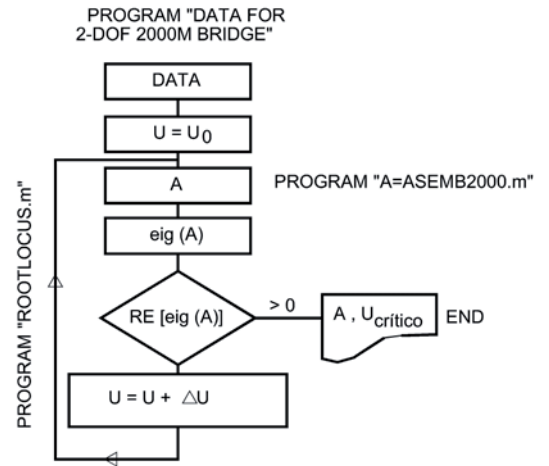 PROGRAM "DATA FOR
2-DOF 2000M BRIDGE"
DATA
U = U0
A
PROGRAM "A=ASEMB2000.m"
eig (A)
RE [eig (A)]
> 0
A , Ucrítico
END
U = U + △U
PROGRAM "ROOTLOCUS.m"